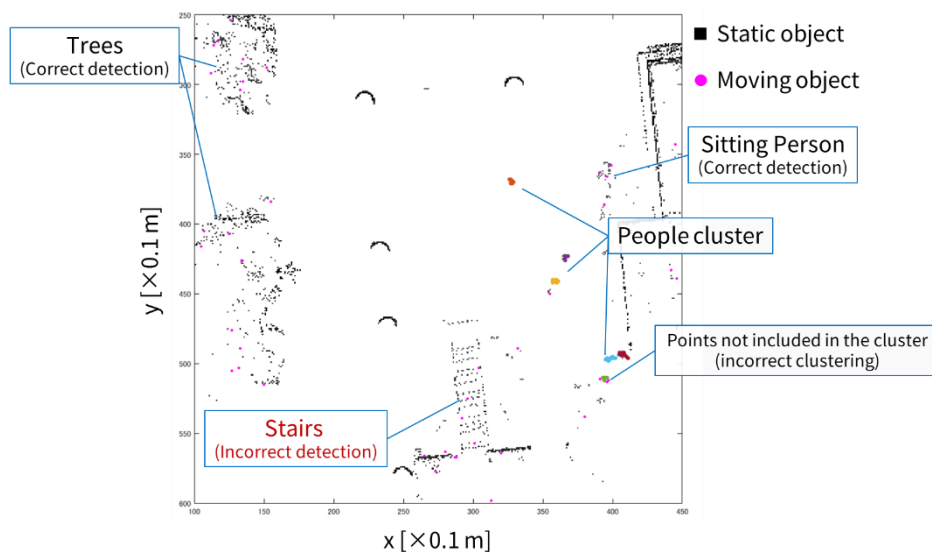 250
Trees
(Correct detection)
300
350
400
450
500
550
600
y [×0.1 m]
100
150
200
250
300
350
400
450
x [×0.1 m]
Static object
Moving object
Sitting Person
(Correct detection)
People cluster
Points not included in the cluster
(incorrect clustering)
Stairs
(Incorrect detection)